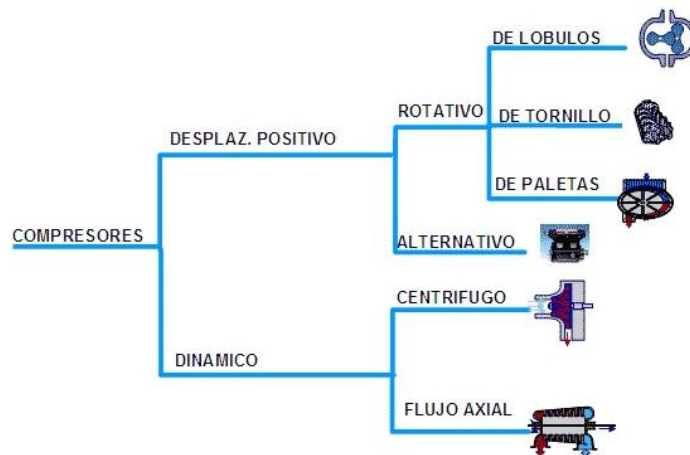 DE LOBULOS
ROTATIVO
DE TORNILLO
DESPLAZ. POSITIVO
DE PALETAS
COMPRESORES
ALTERNATIVO
CENTRIFUGO
DINAMICO
FLUJO AXIAL